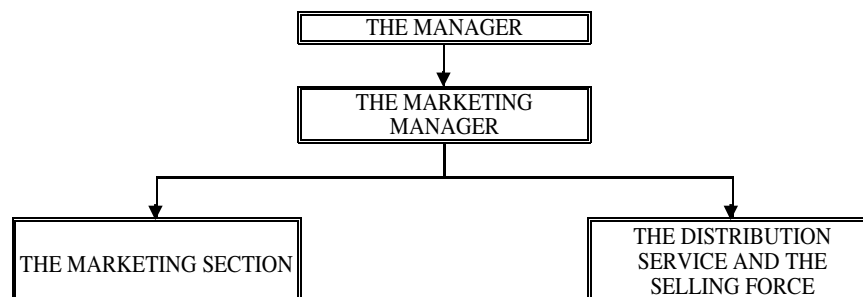 THE MANAGER
THE MARKETING
MANAGER
THE MARKETING SECTION
THE DISTRIBUTION
SERVICE AND THE
SELLING FORCE